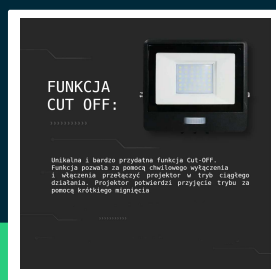 FUNKCJA
CUT OFF:
Unikalna i bardzo przydatna funkcja Cut-OFF.
Funkcja pozwala za pomocą chwilowego wyłączenia
i włączenia przełączyć projektor w tryb ciągłego
działania. Projektor potwierdzi przyjęcie trybu za
pomocą krótkiego mignięcia